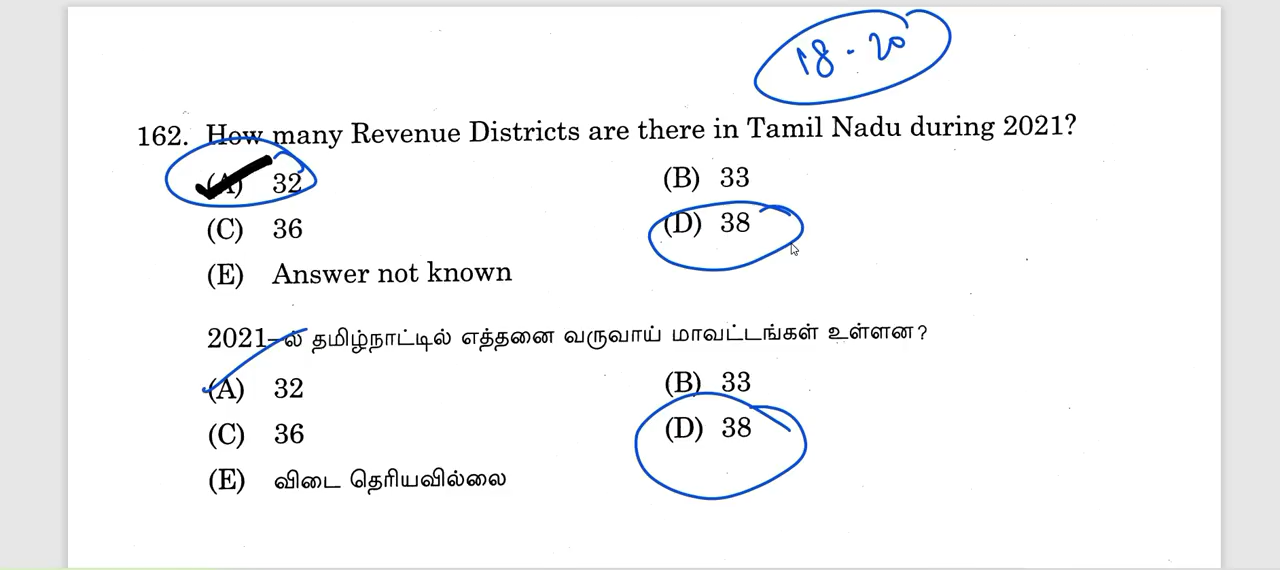 18 - 20
162. How many Revenue Districts are there in Tamil Nadu during 2021?
(A) 32 (B) 33
(C) 36 (D) 38
(E) Answer not known
2021-ல் தமிழ்நாட்டில் எத்தனை வருவாய் மாவட்டங்கள் உள்ளன?
(A) 32 (B) 33
(C) 36 (D) 38
(E) விடை தெரியவில்லை